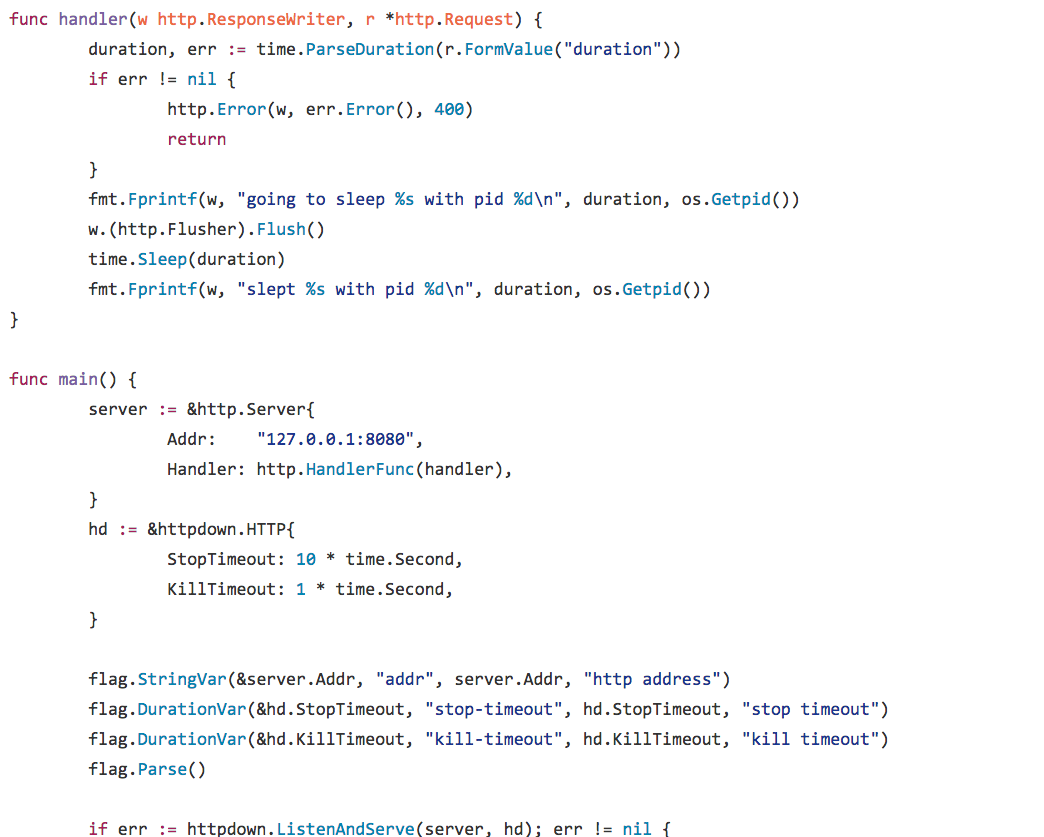 func handler(w http.ResponseWriter, r *http.Request) {
        duration, err := time.ParseDuration(r.FormValue("duration"))
        if err != nil {
                http.Error(w, err.Error(), 400)
                return
        }
        fmt.Fprintf(w, "going to sleep %s with pid %d\n", duration, os.Getpid())
        w.(http.Flusher).Flush()
        time.Sleep(duration)
        fmt.Fprintf(w, "slept %s with pid %d\n", duration, os.Getpid())
}

func main() {
        server := &http.Server{
                Addr:    "127.0.0.1:8080",
                Handler: http.HandlerFunc(handler),
        }
        hd := &httpdown.HTTP{
                StopTimeout: 10 * time.Second,
                KillTimeout: 1 * time.Second,
        }

        flag.StringVar(&server.Addr, "addr", server.Addr, "http address")
        flag.DurationVar(&hd.StopTimeout, "stop-timeout", hd.StopTimeout, "stop timeout")
        flag.DurationVar(&hd.KillTimeout, "kill-timeout", hd.KillTimeout, "kill timeout")
        flag.Parse()

        if err := httpdown.ListenAndServe(server, hd); err != nil {